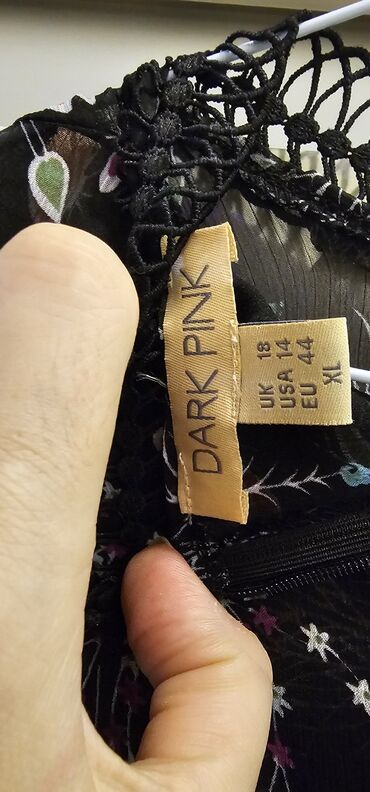 DARK PINK
UK 18
USA 14
EU 44
XL